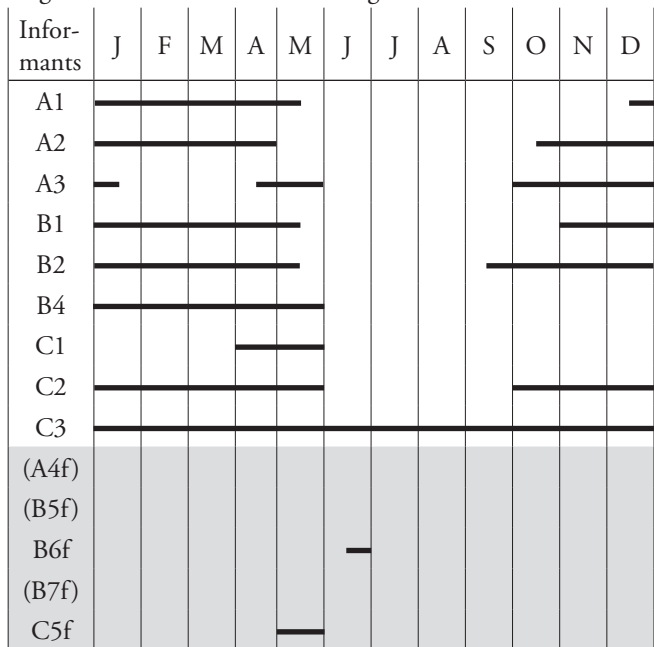 Infor-
mants J F M A M J J A S O N D
A1
A2
A3
B1
B2
B4
C1
C2
C3
(A4f)
(B5f)
B6f
(B7f)
C5f